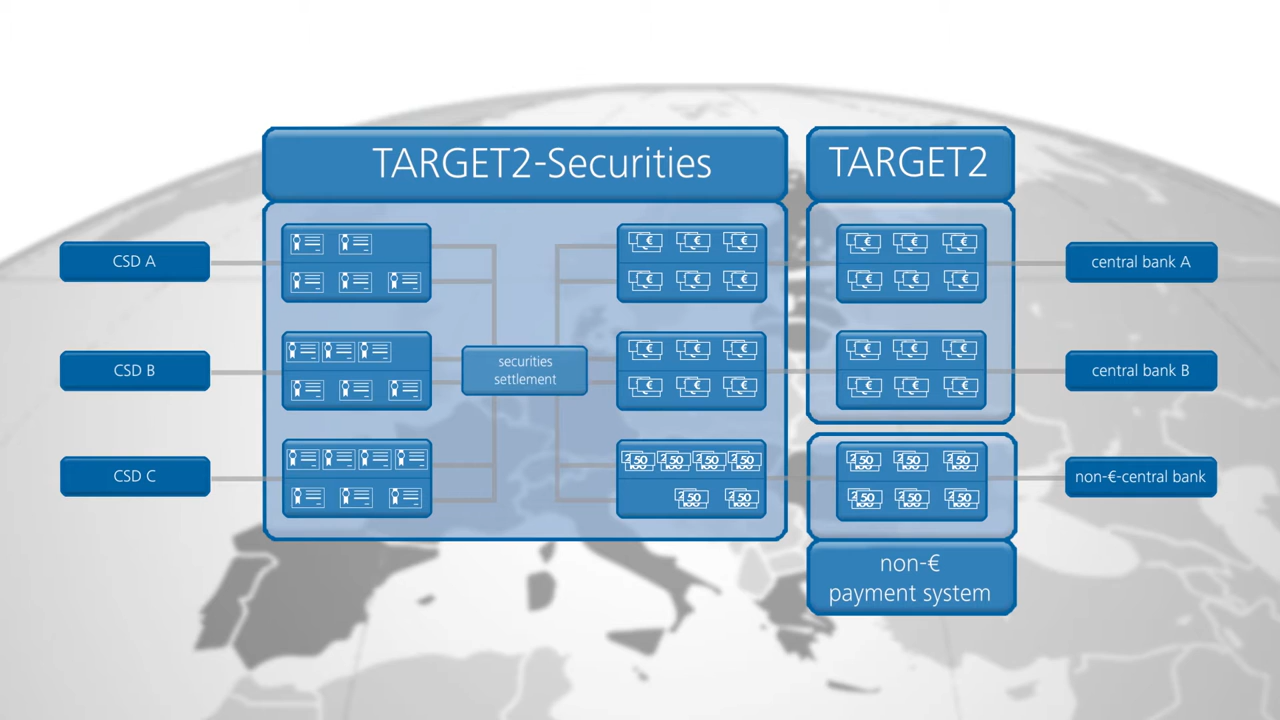 TARGET2-Securities
TARGET2
CSD A
central bank A
CSD B
securities
settlement
central bank B
CSD C
non-€-central bank
non-€
payment system